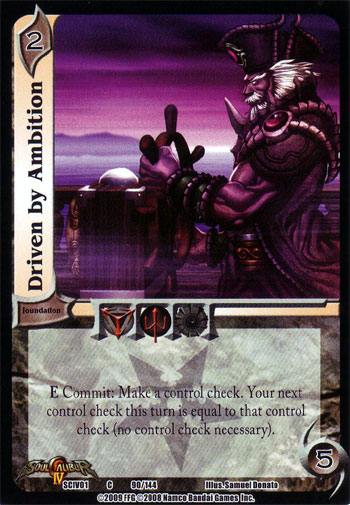 2
Driven by Ambition
Foundation
E Commit: Make a control check. Your next
control check this turn is equal to that control
check (no control check necessary).
5
SOULCALIBUR
IV
SCIV01 C 90/144 Illus. Samuel Donato
©2009 FFG ©2008 Namco Bandai Games Inc.